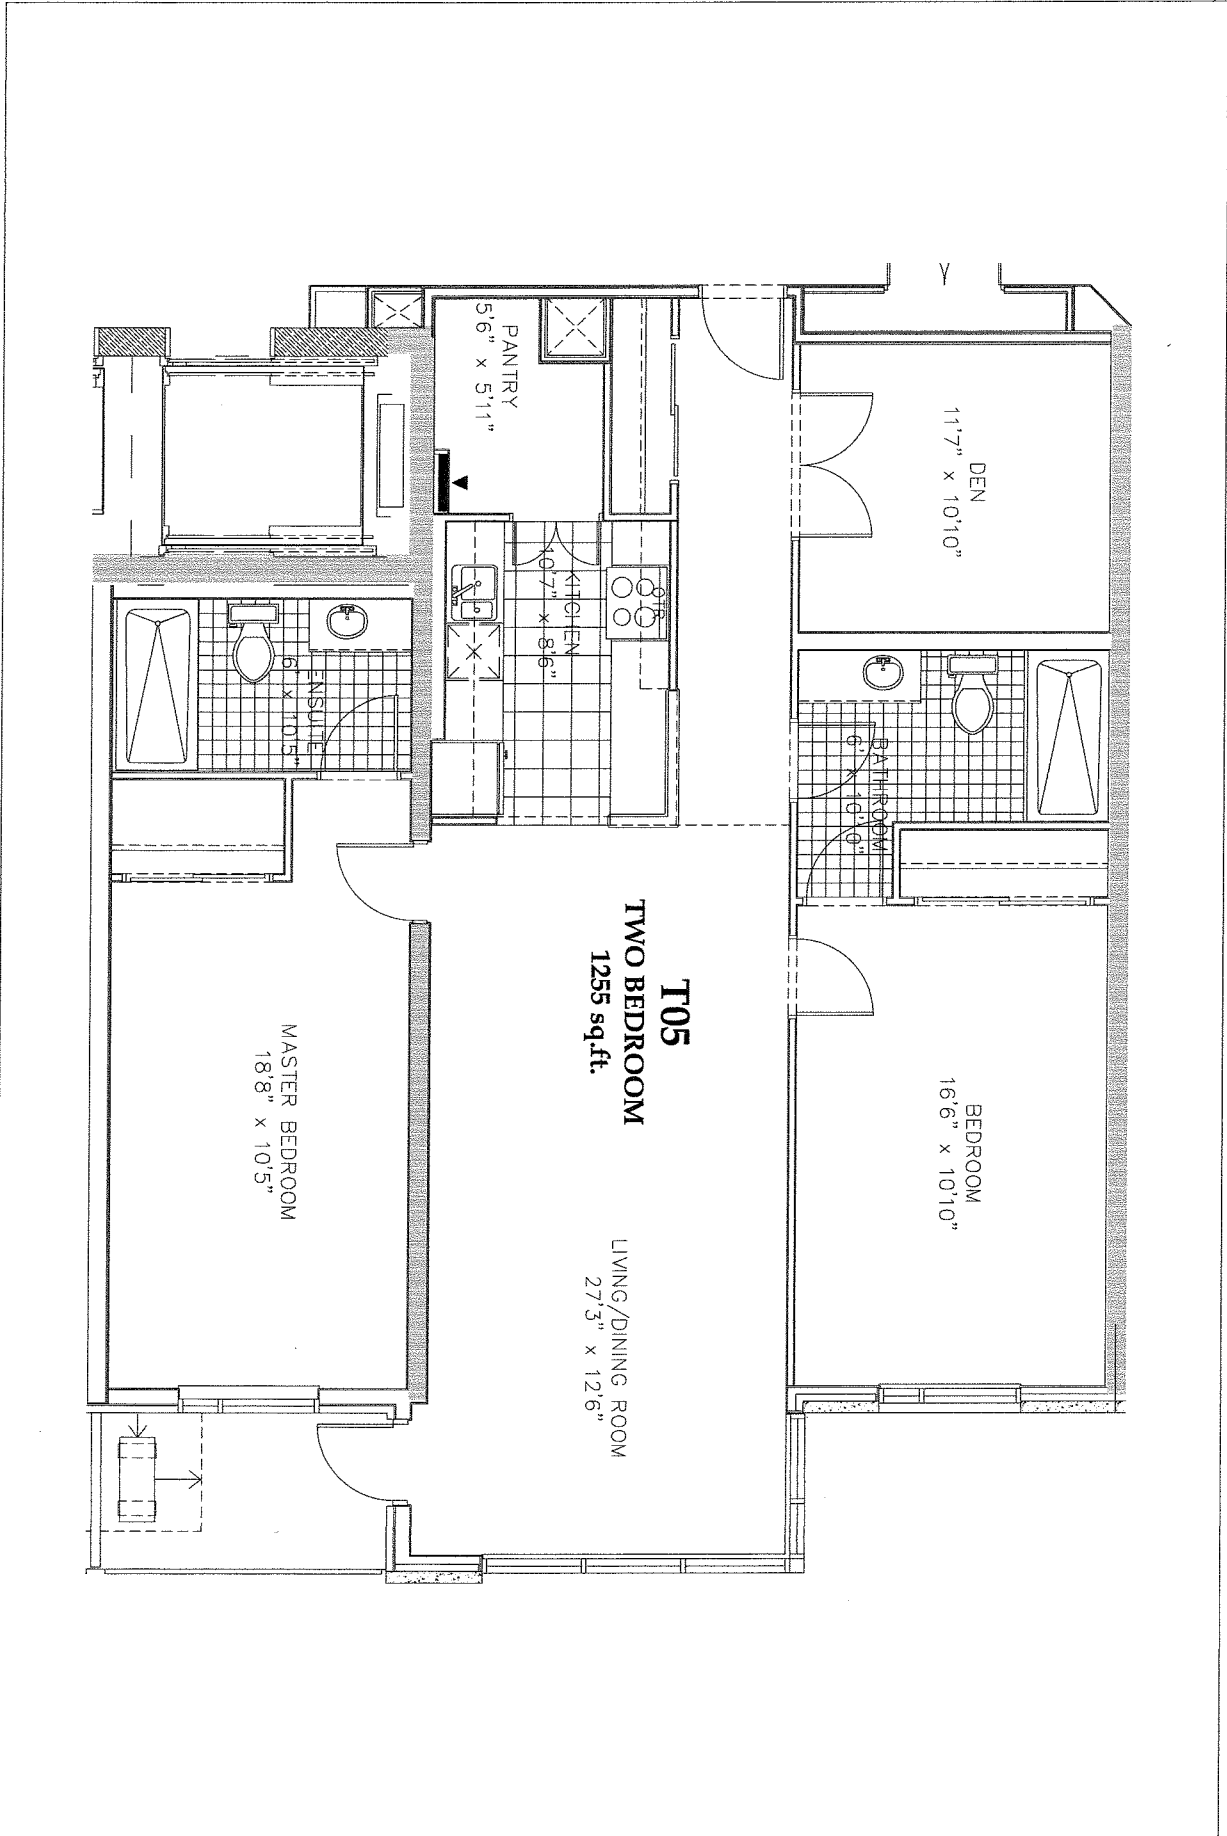 DEN
11'7" x 10'10"
BATHROOM
6' x
BEDROOM
16'6" x 10'10"
T05
TWO BEDROOM
1255 sq.ft.
OTR
KITCHEN
10'7" x 8'6"
LIVING/DINING ROOM
27'3" x 12'6"
PANTRY
5'6" x 5'11"
ENSUITE
6' x 10'5"
MASTER BEDROOM
18'8" x 10'5"